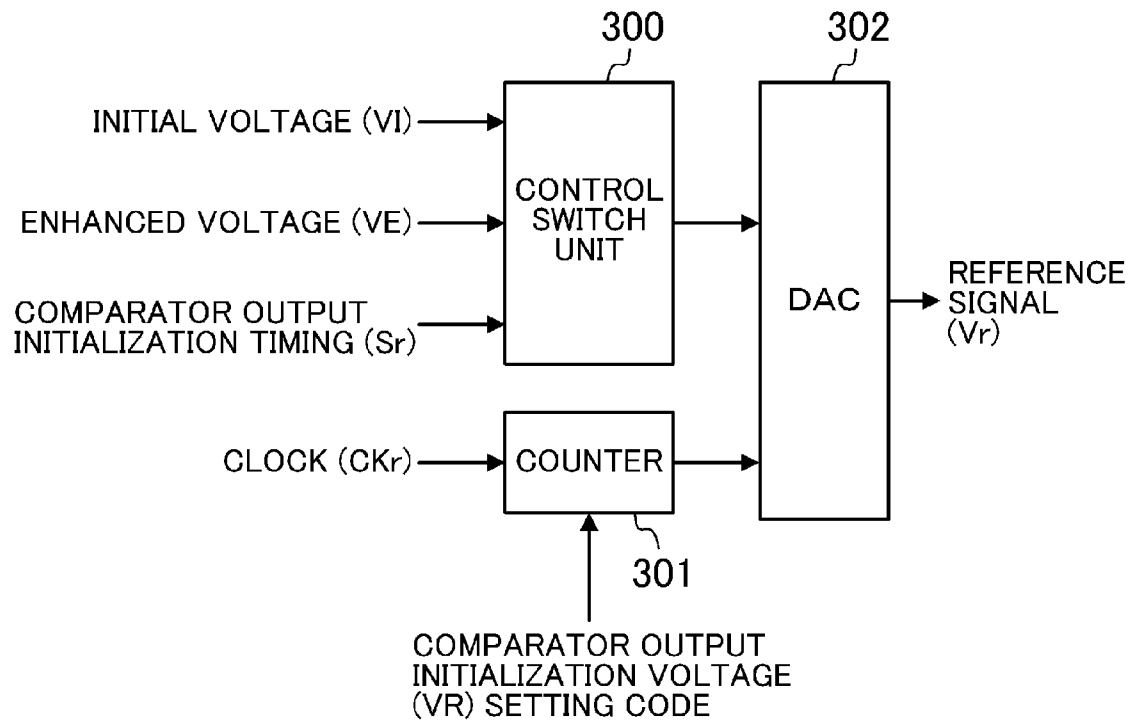 300
302
INITIAL VOLTAGE (VI)
ENHANCED VOLTAGE (VE)
COMPARATOR OUTPUT
INITIALIZATION TIMING (Sr)
CONTROL
SWITCH
UNIT
DAC
REFERENCE
SIGNAL
(Vr)
CLOCK (CKr)
COUNTER
301
COMPARATOR OUTPUT
INITIALIZATION VOLTAGE
(VR) SETTING CODE